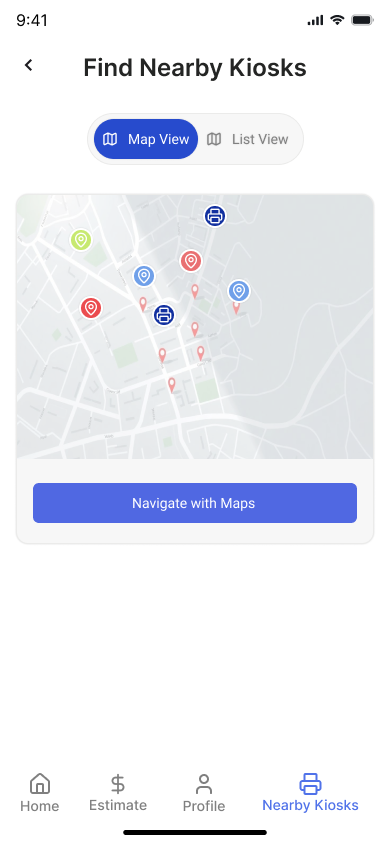 9:41
Find Nearby Kiosks
Map View
List View
Navigate with Maps
Home
Estimate
Profile
Nearby Kiosks